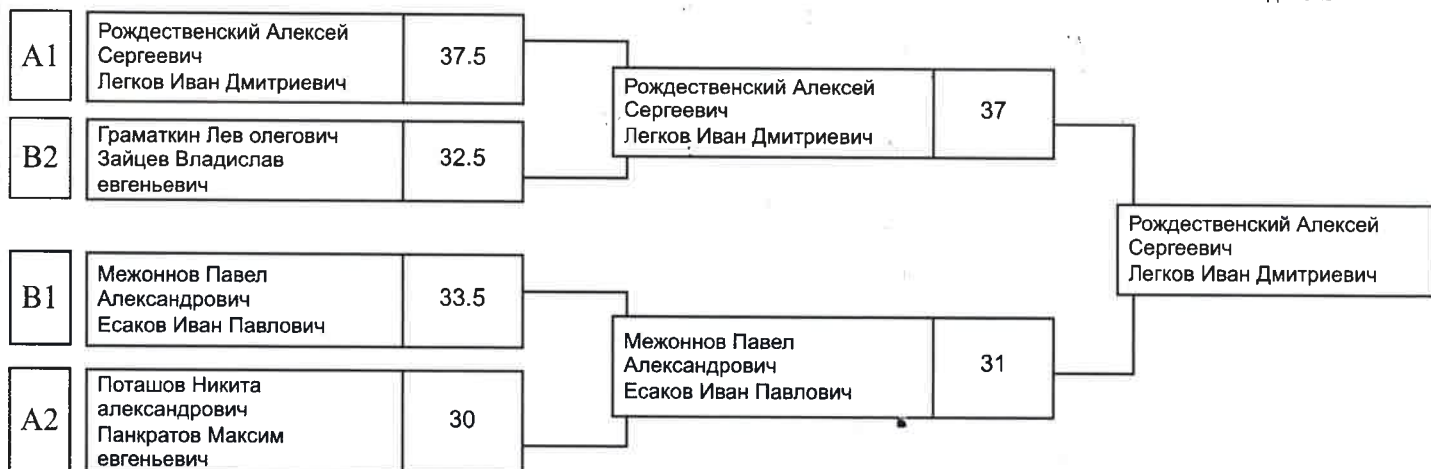 A1
Рождественский Алексей
Сергеевич
Легков Иван Дмитриевич
37.5
B2
Граматкин Лев олегович
Зайцев Владислав
евгеньевич
32.5
Рождественский Алексей
Сергеевич
Легков Иван Дмитриевич
37
B1
Межоннов Павел
Александрович
Есаков Иван Павлович
33.5
A2
Поташов Никита
александрович
Панкратов Максим
евгеньевич
30
Межоннов Павел
Александрович
Есаков Иван Павлович
31
Рождественский Алексей
Сергеевич
Легков Иван Дмитриевич